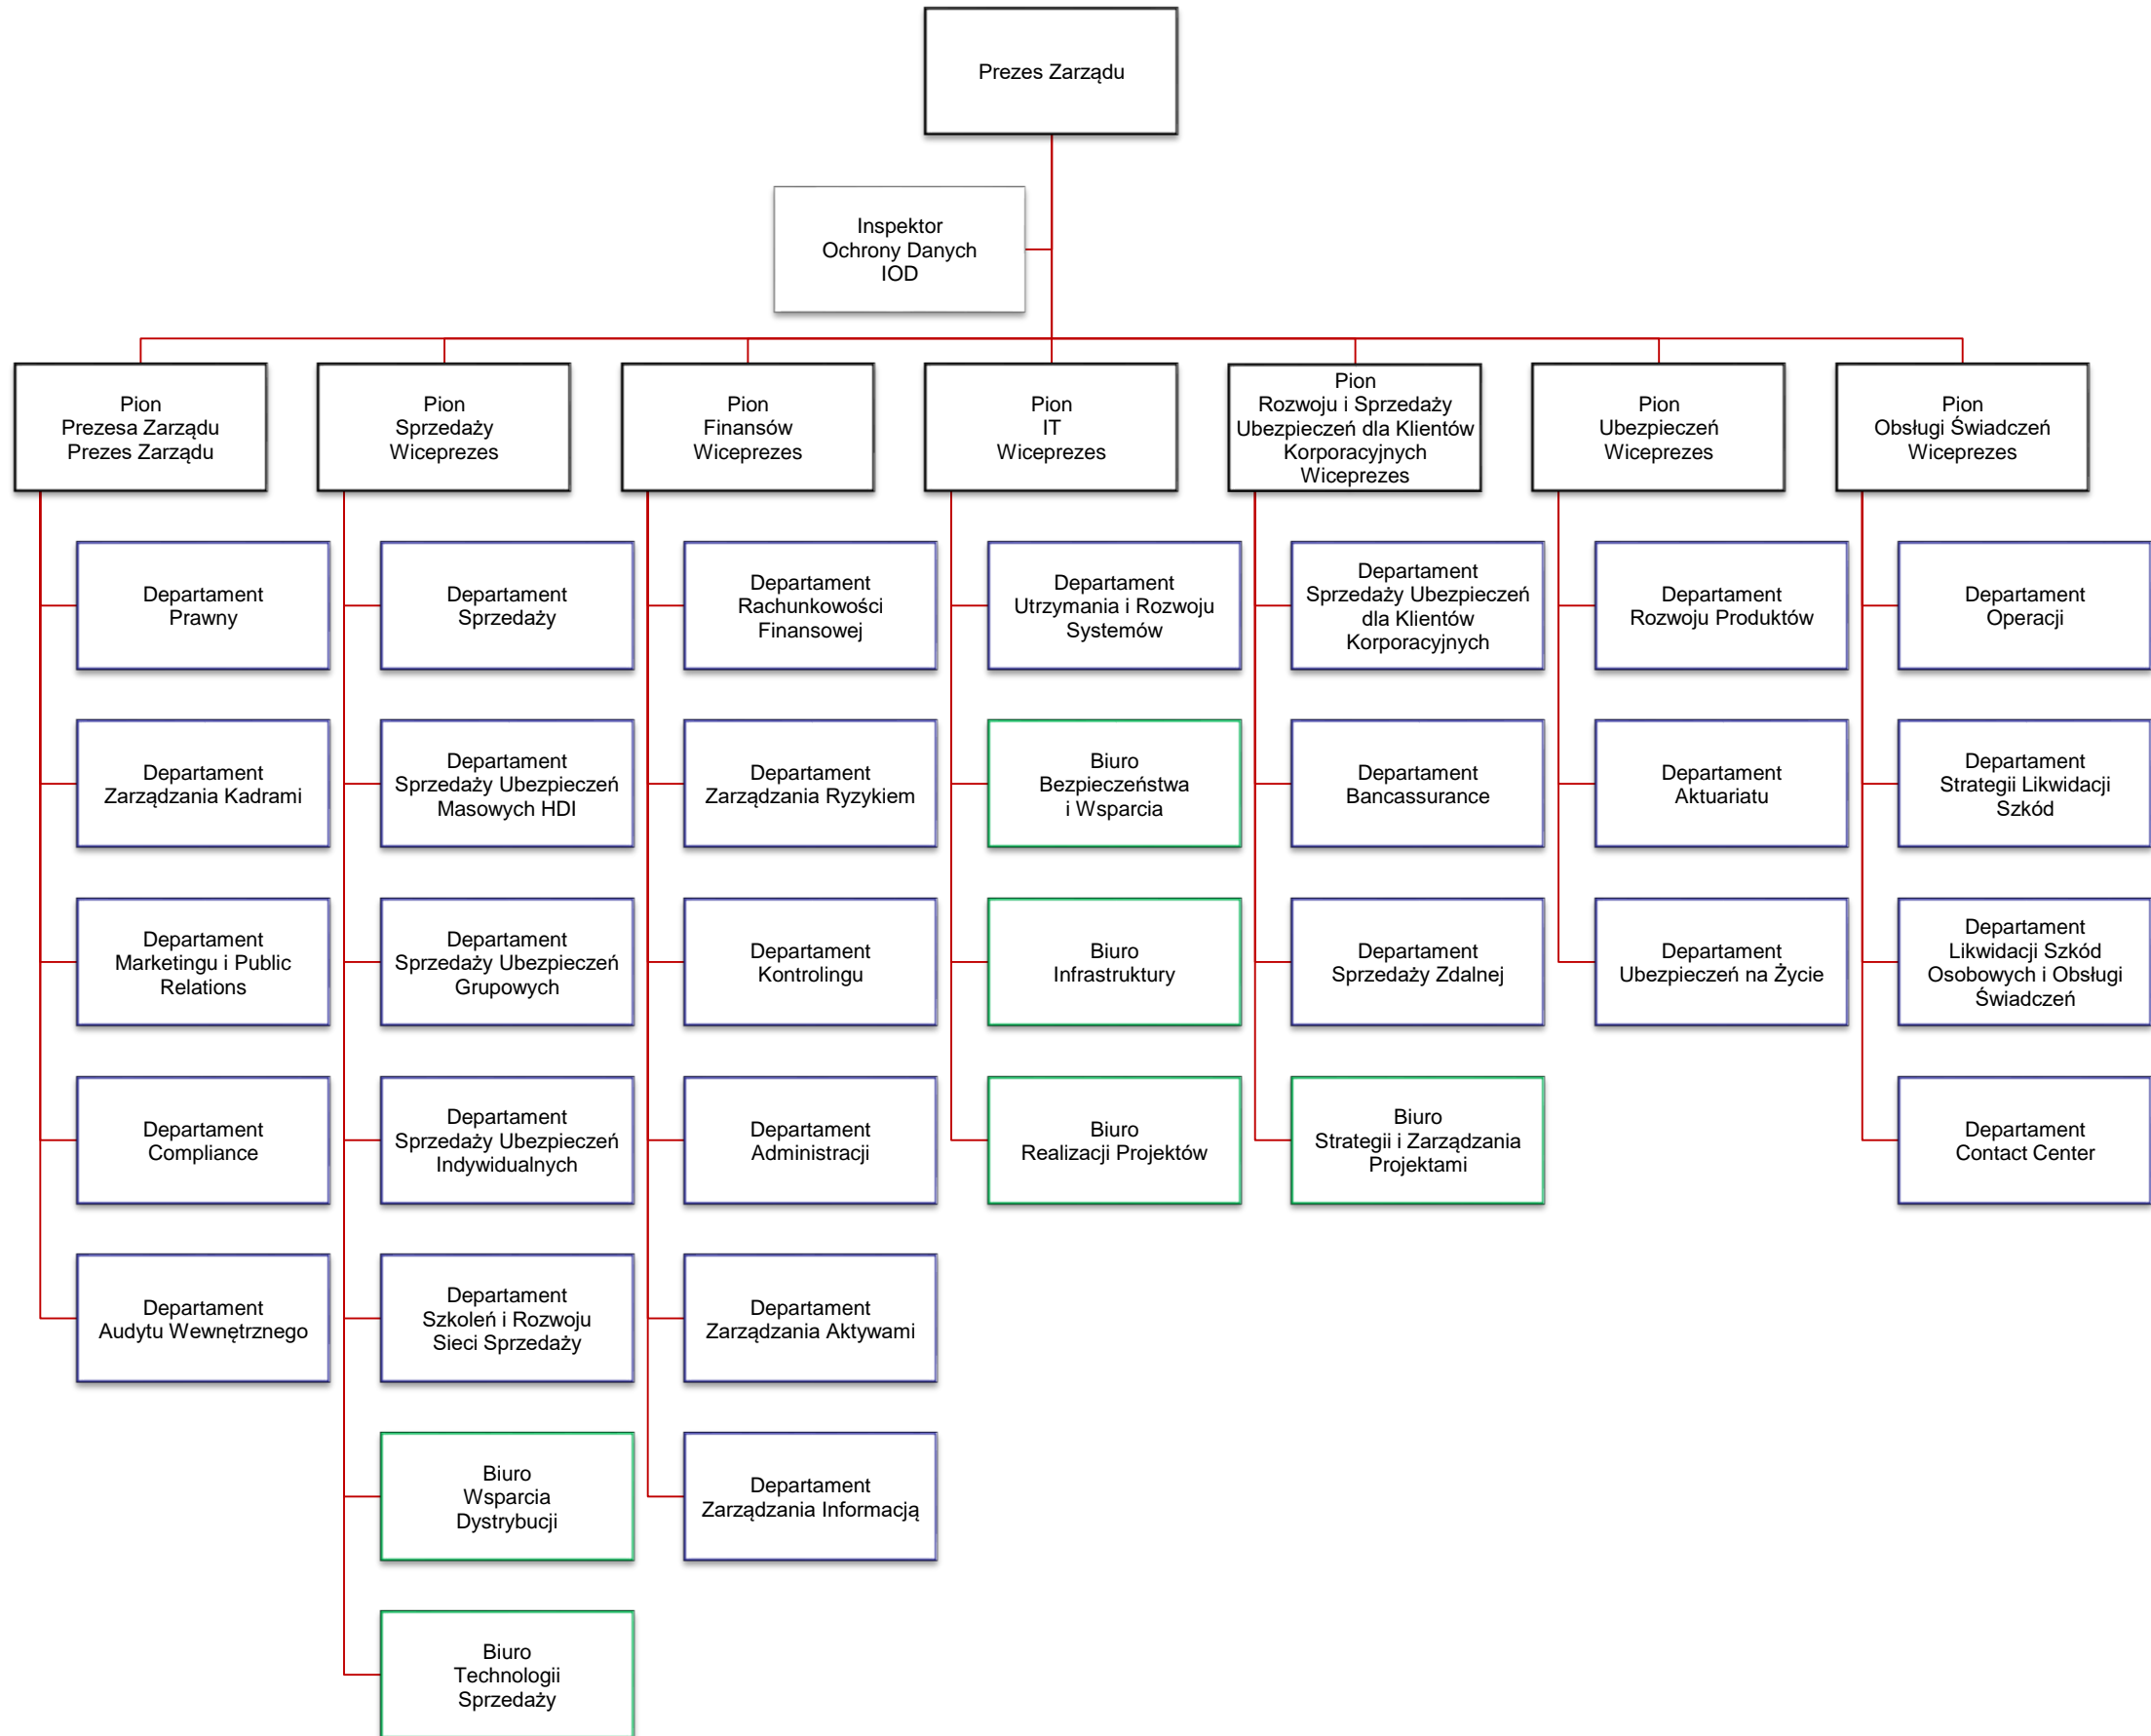 Prezes Zarządu
Inspektor
Ochrony Danych
IOD
Pion
Prezesa Zarządu
Prezes Zarządu
Pion
Sprzedaży
Wiceprezes
Pion
Finansów
Wiceprezes
Pion
IT
Wiceprezes
Pion
Rozwoju i Sprzedaży
Ubezpieczeń dla Klientów
Korporacyjnych
Wiceprezes
Pion
Ubezpieczeń
Wiceprezes
Pion
Obsługi Świadczeń
Wiceprezes
Departament
Prawny
Departament
Sprzedaży
Departament
Rachunkowości
Finansowej
Departament
Utrzymania i Rozwoju
Systemów
Departament
Sprzedaży Ubezpieczeń
dla Klientów
Korporacyjnych
Departament
Rozwoju Produktów
Departament
Operacji
Departament
Zarządzania Kadrami
Departament
Sprzedaży Ubezpieczeń
Masowych HDI
Departament
Zarządzania Ryzykiem
Biuro
Bezpieczeństwa
i Wsparcia
Departament
Bancassurance
Departament
Aktuariatu
Departament
Strategii Likwidacji
Szkód
Departament
Marketingu i Public
Relations
Departament
Sprzedaży Ubezpieczeń
Grupowych
Departament
Kontrolingu
Biuro
Infrastruktury
Departament
Sprzedaży Zdalnej
Departament
Ubezpieczeń na Życie
Departament
Likwidacji Szkód
Osobowych i Obsługi
Świadczeń
Departament
Compliance
Departament
Sprzedaży Ubezpieczeń
Indywidualnych
Departament
Administracji
Biuro
Realizacji Projektów
Biuro
Strategii i Zarządzania
Projektami
Departament
Contact Center
Departament
Audytu Wewnętrznego
Departament
Szkoleń i Rozwoju
Sieci Sprzedaży
Departament
Zarządzania Aktywami
Biuro
Wsparcia
Dystrybucji
Departament
Zarządzania Informacją
Biuro
Technologii
Sprzedaży